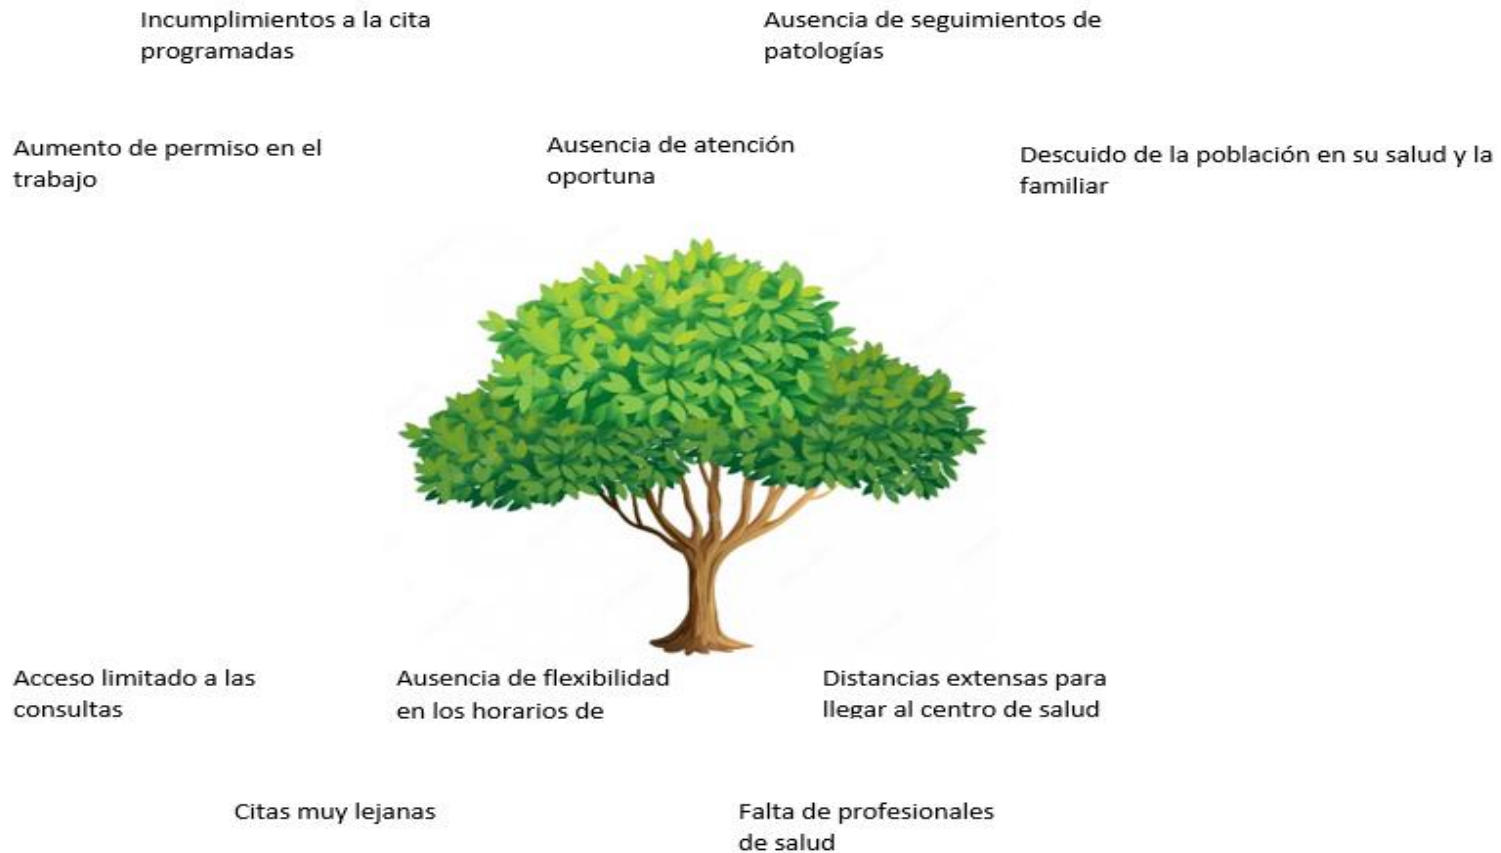 Incumplimientos a la cita
programadas
Ausencia de seguimientos de
patologías
Aumento de permiso en el
trabajo
Ausencia de atención
oportuna
Descuido de la población en su salud y la
familiar
Acceso limitado a las
consultas
Ausencia de flexibilidad
en los horarios de
Distancias extensas para
llegar al centro de salud
Citas muy lejanas
Falta de profesionales
de salud